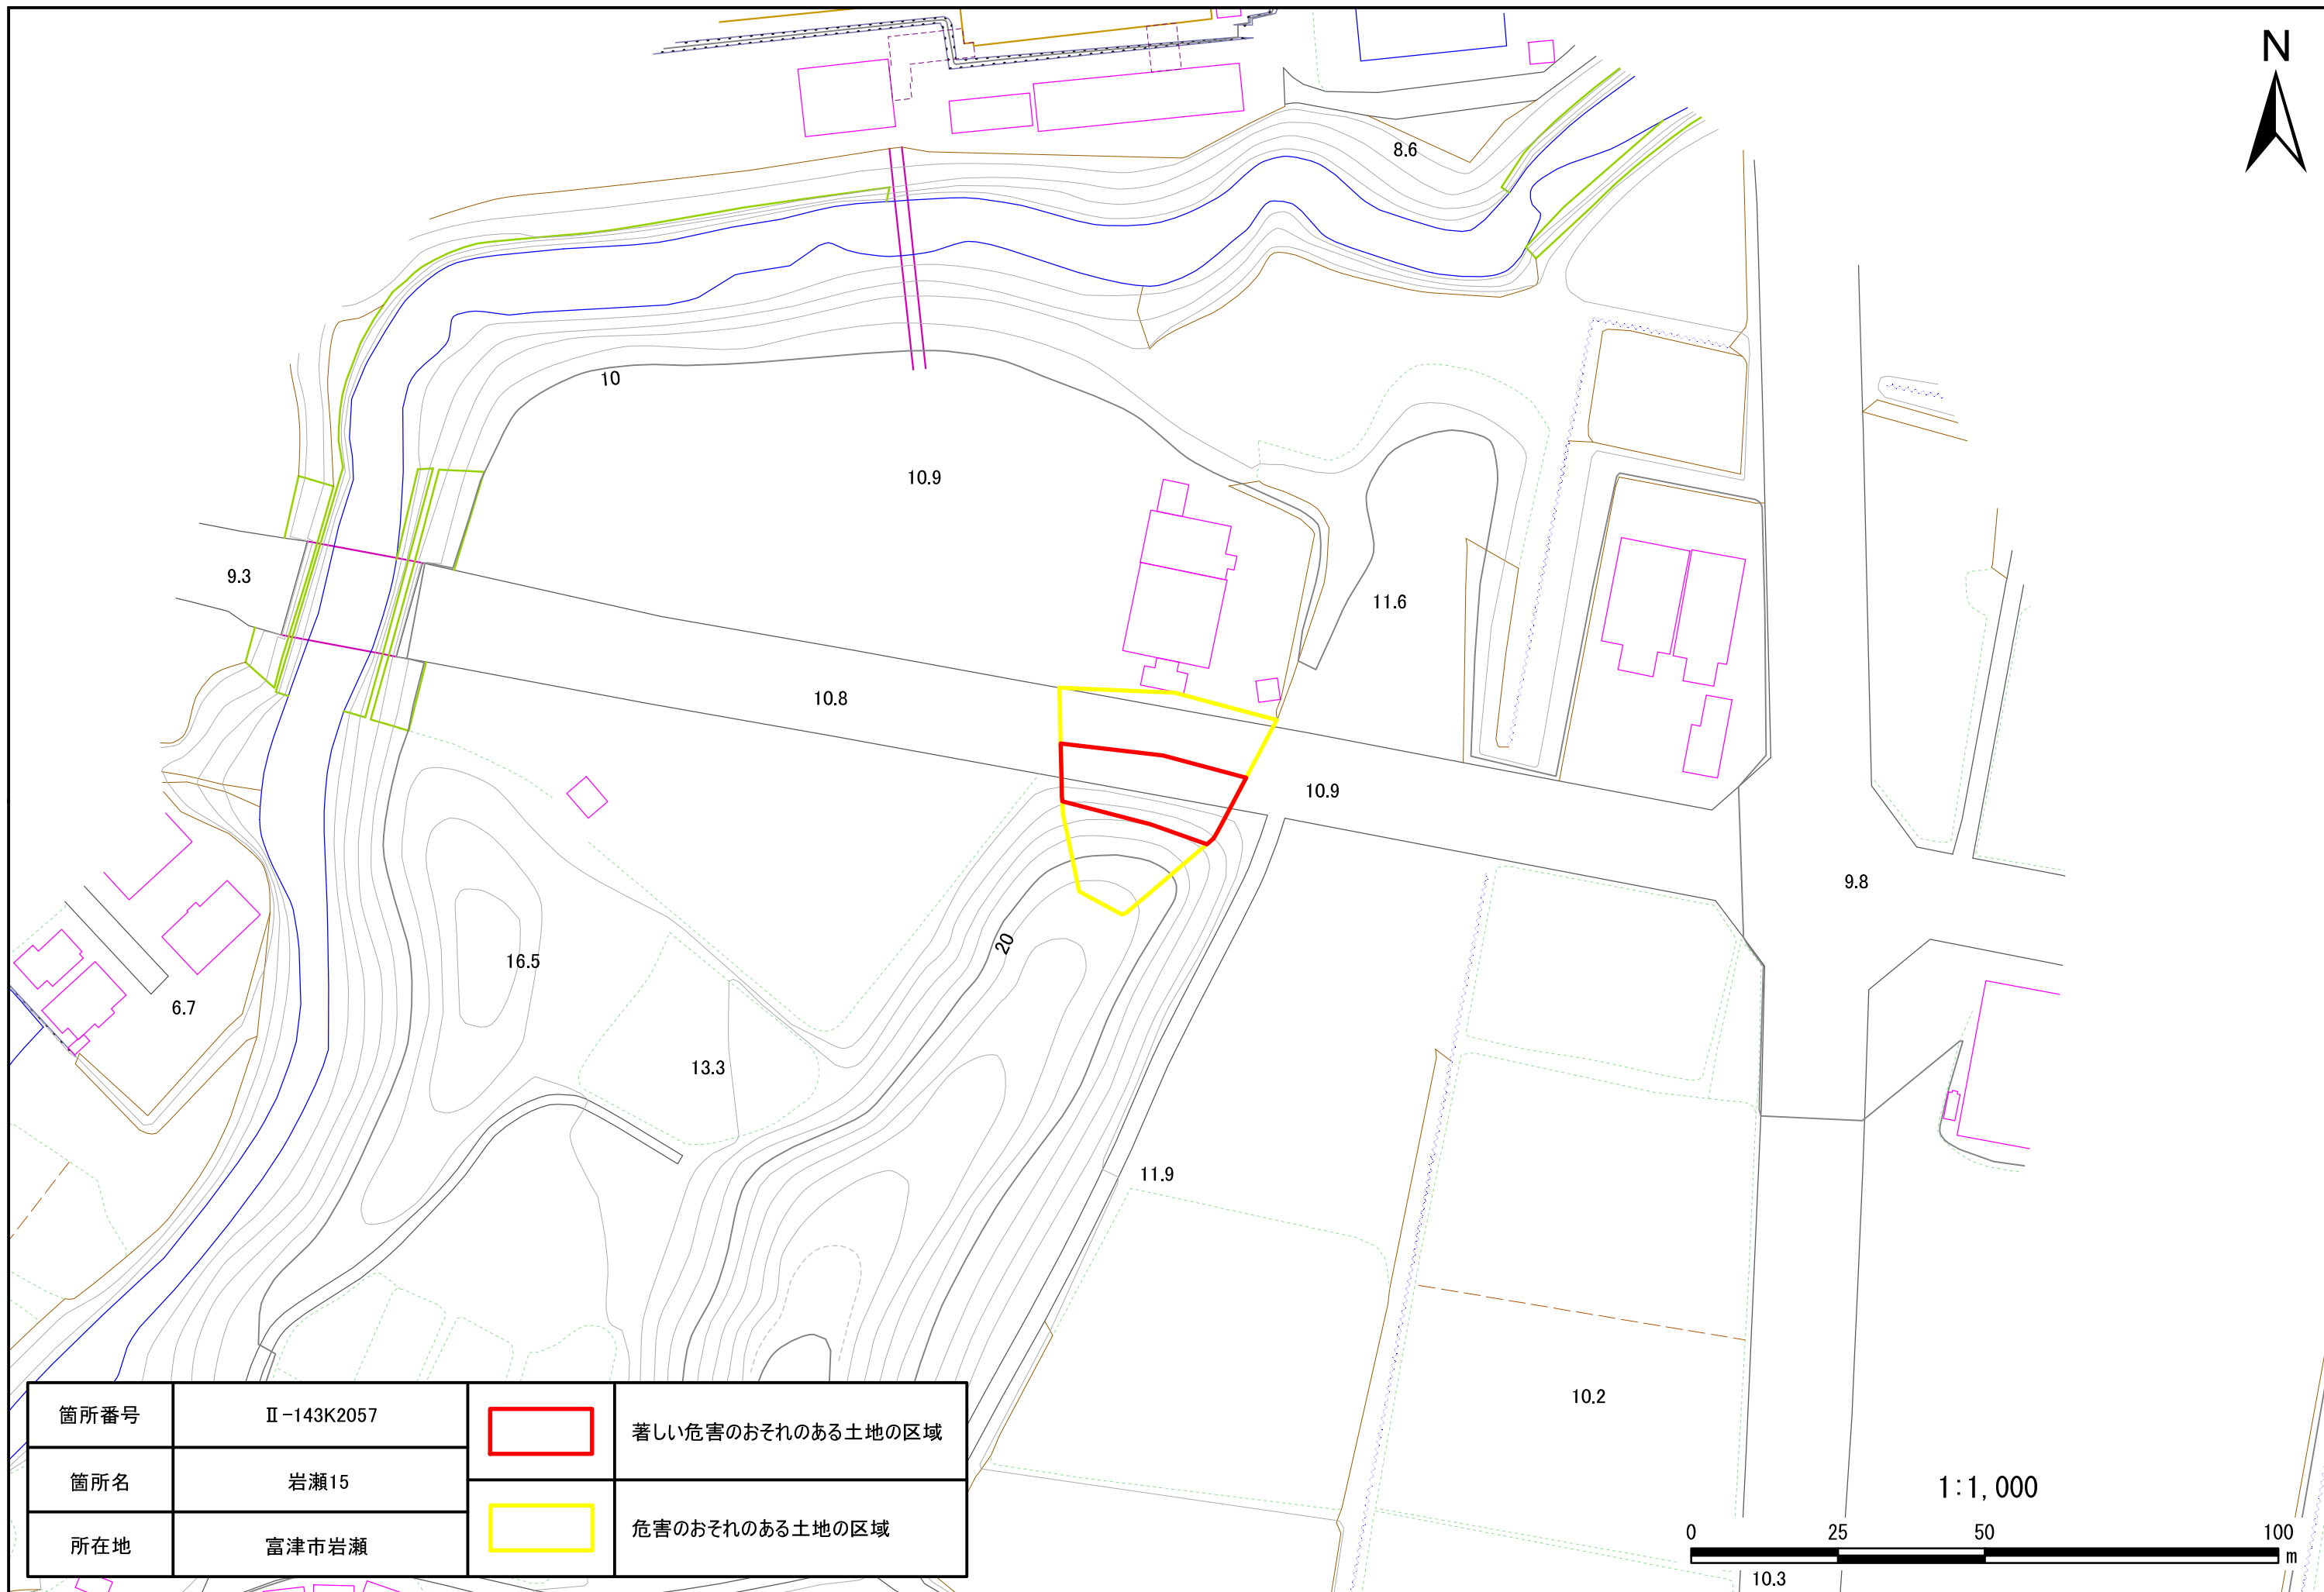 N
8.6
10
10.9
9.3
11.6
10.8
10.9
9.8
20
16.5
6.7
13.3
11.9
10.2
箇所番号 Ⅱ-143K2057
箇所名 岩瀬15
所在地 富津市岩瀬
著しい危害のおそれのある土地の区域
危害のおそれのある土地の区域
1:1,000
0 25 50 100
m
10.3